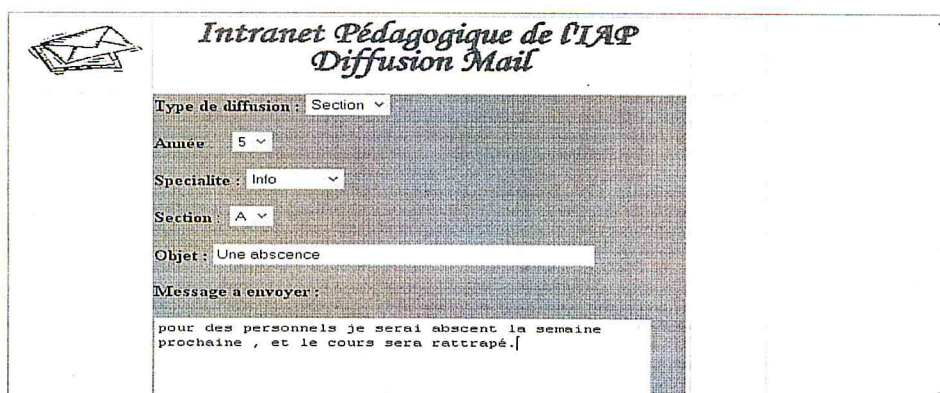 Intranet Pédagogique de l'IAP
Diffusion Mail
Type de diffusion : Section
Année 5
Specialite : Info
Section : A
Objet : Une abscence
Message a envoyer :
pour des personnels je serai abscent la semaine
prochaine , et le cours sera rattrapé.